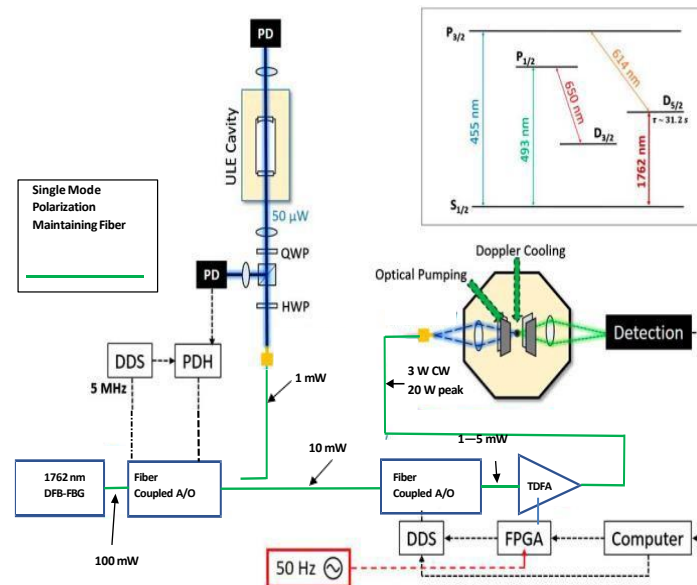 PD
ULE Cavity
50 µW
QWP
PD
HWP
Single Mode
Polarization
Maintaining Fiber
DDS
PDH
5 MHz
1 mW
1762 nm
DFB-FBG
Fiber
Coupled A/O
100 mW
10 mW
P3/2
P1/2
614 nm
D5/2
τ ~ 31.2 s
650 nm
D3/2
455 nm
493 nm
1762 nm
S1/2
Doppler Cooling
Optical Pumping
Detection
3 W CW
20 W peak
1—5 mW
Fiber
Coupled A/O
TDFA
DDS
FPGA
Computer
50 Hz